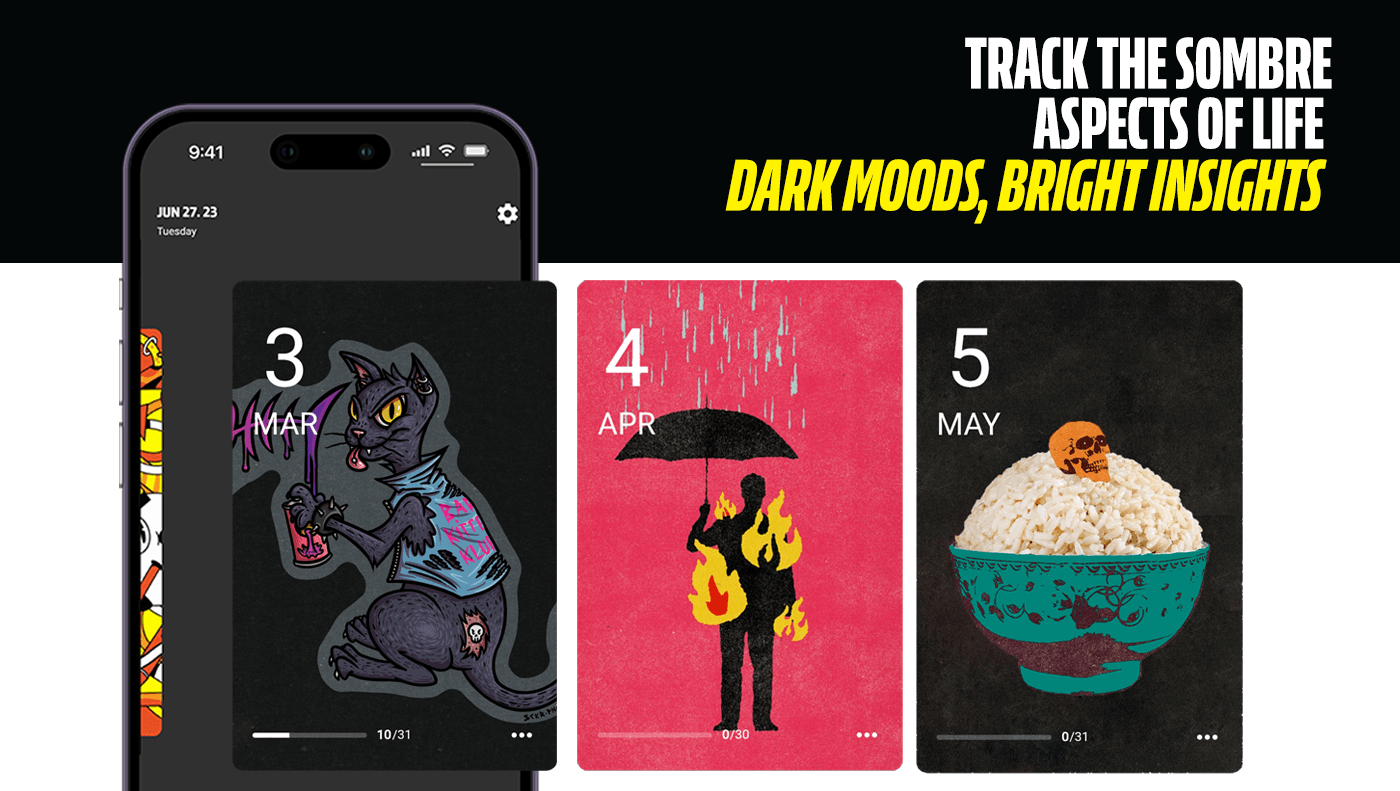 TRACK THE SOMBRE
ASPECTS OF LIFE
DARK MOODS, BRIGHT INSIGHTS
9:41
JUN 27. 23
Tuesday
3
MAR
10/31
4
APR
0/30
5
MAY
0/31